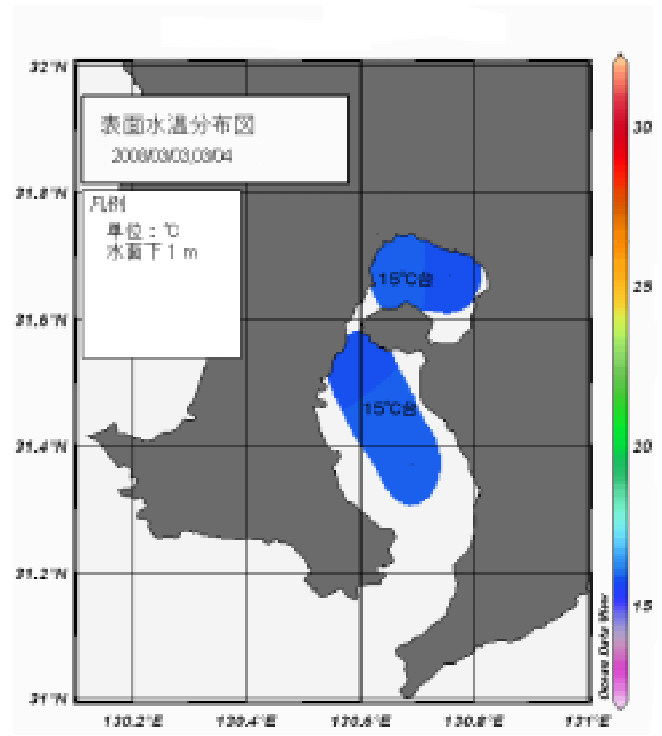 32°N
表面水温分布図
2008/03/03,03/04
31.8°N
凡例
単位：℃
水面下1m
15℃台
31.6°N
15℃台
31.4°N
31.2°N
31°N
130.2°E
130.4°E
130.6°E
130.8°E
131°E
30
25
20
15
Ocean Data View